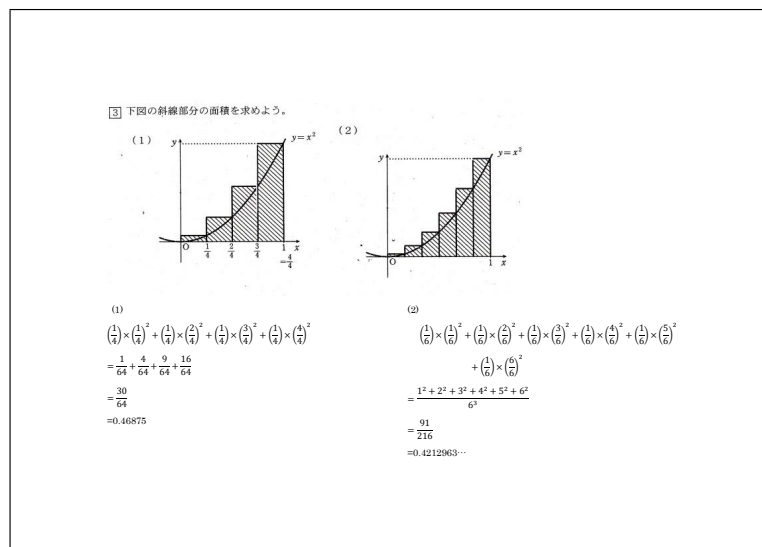 3 下図の斜線部分の面積を求めよう。
(1)
y
y=x²
O 1/4 2/4 3/4 1 x
=4/4
(2)
y
y=x²
O 1 x
(1)
(1/4)×(1/4)²+(1/4)×(2/4)²+(1/4)×(3/4)²+(1/4)×(4/4)²
=1/64+4/64+9/64+16/64
=30/64
=0.46875
(2)
(1/6)×(1/6)²+(1/6)×(2/6)²+(1/6)×(3/6)²+(1/6)×(4/6)²+(1/6)×(5/6)²
+(1/6)×(6/6)²
=(1²+2²+3²+4²+5²+6²)/6³
=91/216
=0.4212963⋯